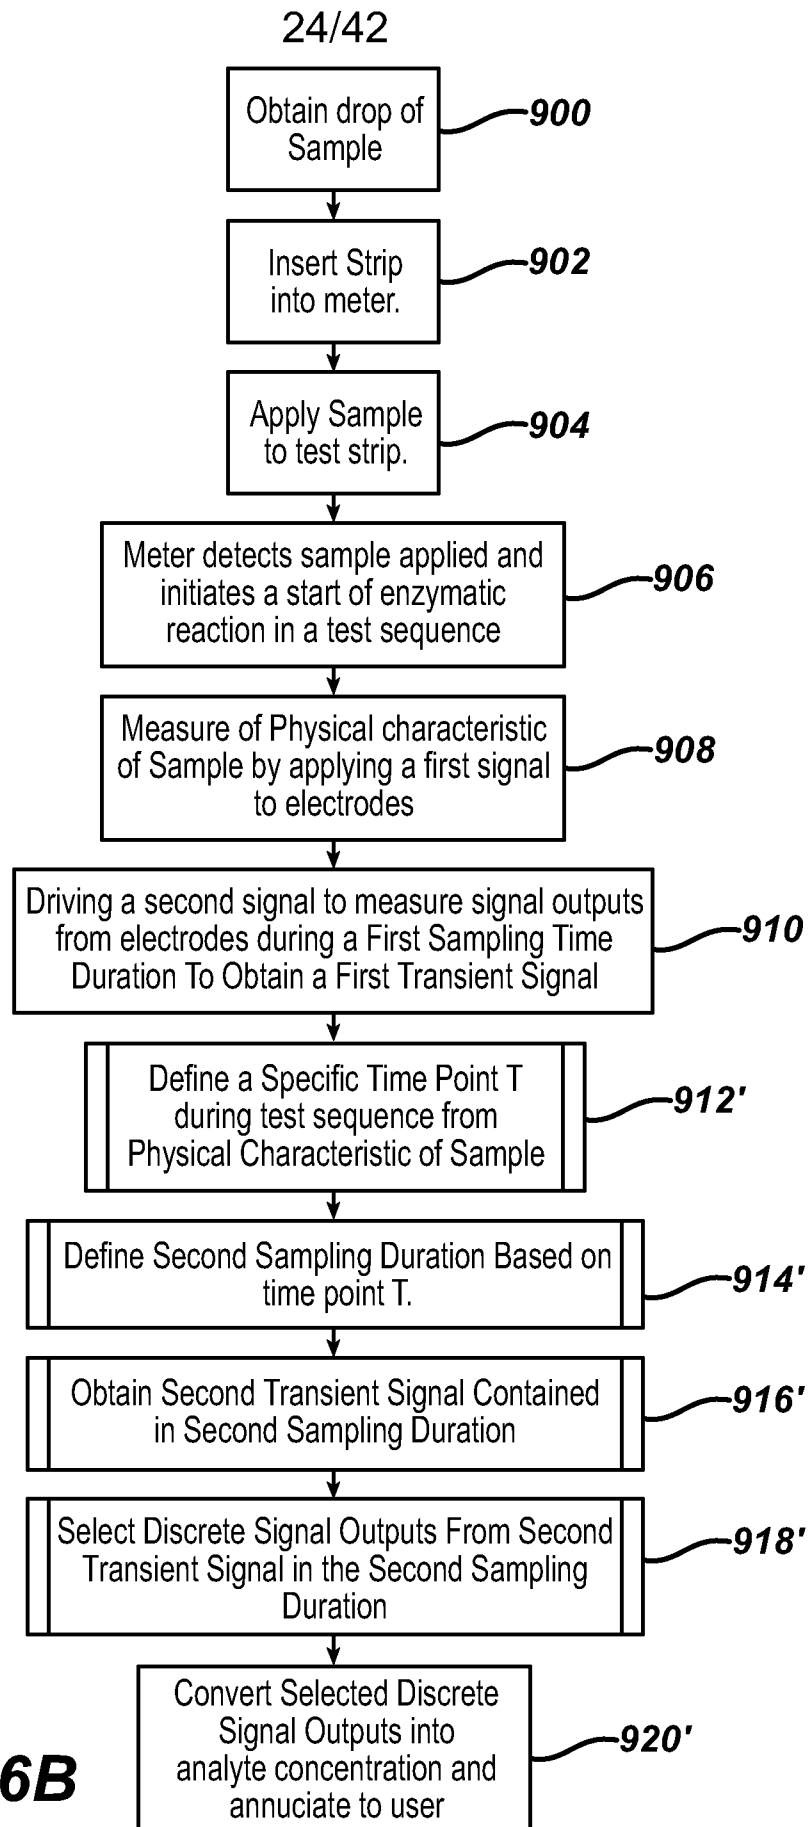 24/42
Obtain drop of
Sample
900
Insert Strip
into meter.
902
Apply Sample
to test strip.
904
Meter detects sample applied and
initiates a start of enzymatic
reaction in a test sequence
906
Measure of Physical characteristic
of Sample by applying a first signal
to electrodes
908
Driving a second signal to measure signal outputs
from electrodes during a First Sampling Time
Duration To Obtain a First Transient Signal
910
Define a Specific Time Point T
during test sequence from
Physical Characteristic of Sample
912'
Define Second Sampling Duration Based on
time point T.
914'
Obtain Second Transient Signal Contained
in Second Sampling Duration
916'
Select Discrete Signal Outputs From Second
Transient Signal in the Second Sampling
Duration
918'
Convert Selected Discrete
Signal Outputs into
analyte concentration and
annuciate to user
920'
6B